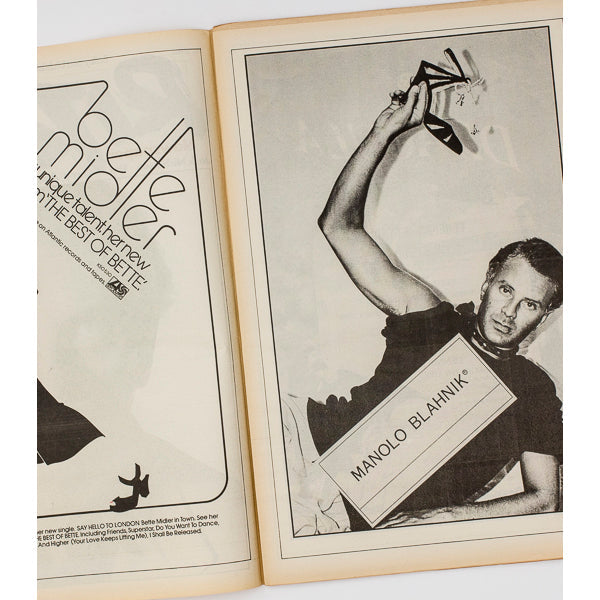 bette
midler
unique talent. her new
'THE BEST OF BETTE.'
on Atlantic records and tapes.
K50530
her new single. SAY HELLO TO LONDON Bette Midler in Town. See her
BEST OF BETTE. Including Friends, Superstar, Do You Want To Dance,
And Higher (Your Love Keeps Lifting Me), I Shall Be Released.
MANOLO BLAHNIK®